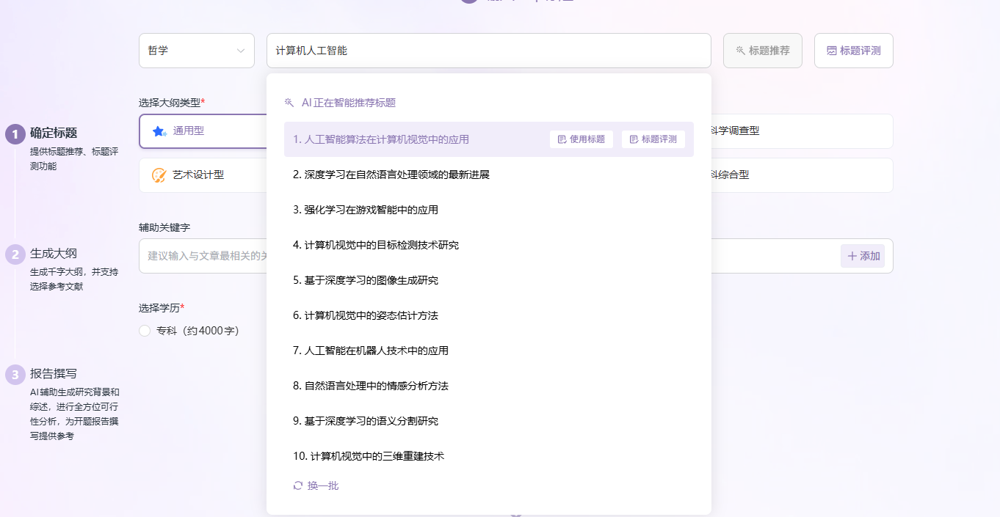 哲学
计算机人工智能
标题推荐
标题评测
选择大纲类型*
AI正在智能推荐标题
通用型
1. 人工智能算法在计算机视觉中的应用
使用标题
标题评测
科学调查型
艺术设计型
2. 深度学习在自然语言处理领域的最新进展
科综合型
3. 强化学习在游戏智能中的应用
辅助关键字
4. 计算机视觉中的目标检测技术研究
建议输入与文章最相关的关
添加
5. 基于深度学习的图像生成研究
选择学历*
6. 计算机视觉中的姿态估计方法
专科（约4000字）
7. 人工智能在机器人技术中的应用
8. 自然语言处理中的情感分析方法
9. 基于深度学习的语义分割研究
10. 计算机视觉中的三维重建技术
换一批
1 确定标题
提供标题推荐、标题评
测功能
2 生成大纲
生成千字大纲，并支持
选择参考文献
3 报告撰写
AI辅助生成研究背景和
综述，进行全方位可行
性分析，为开题报告撰
写提供参考